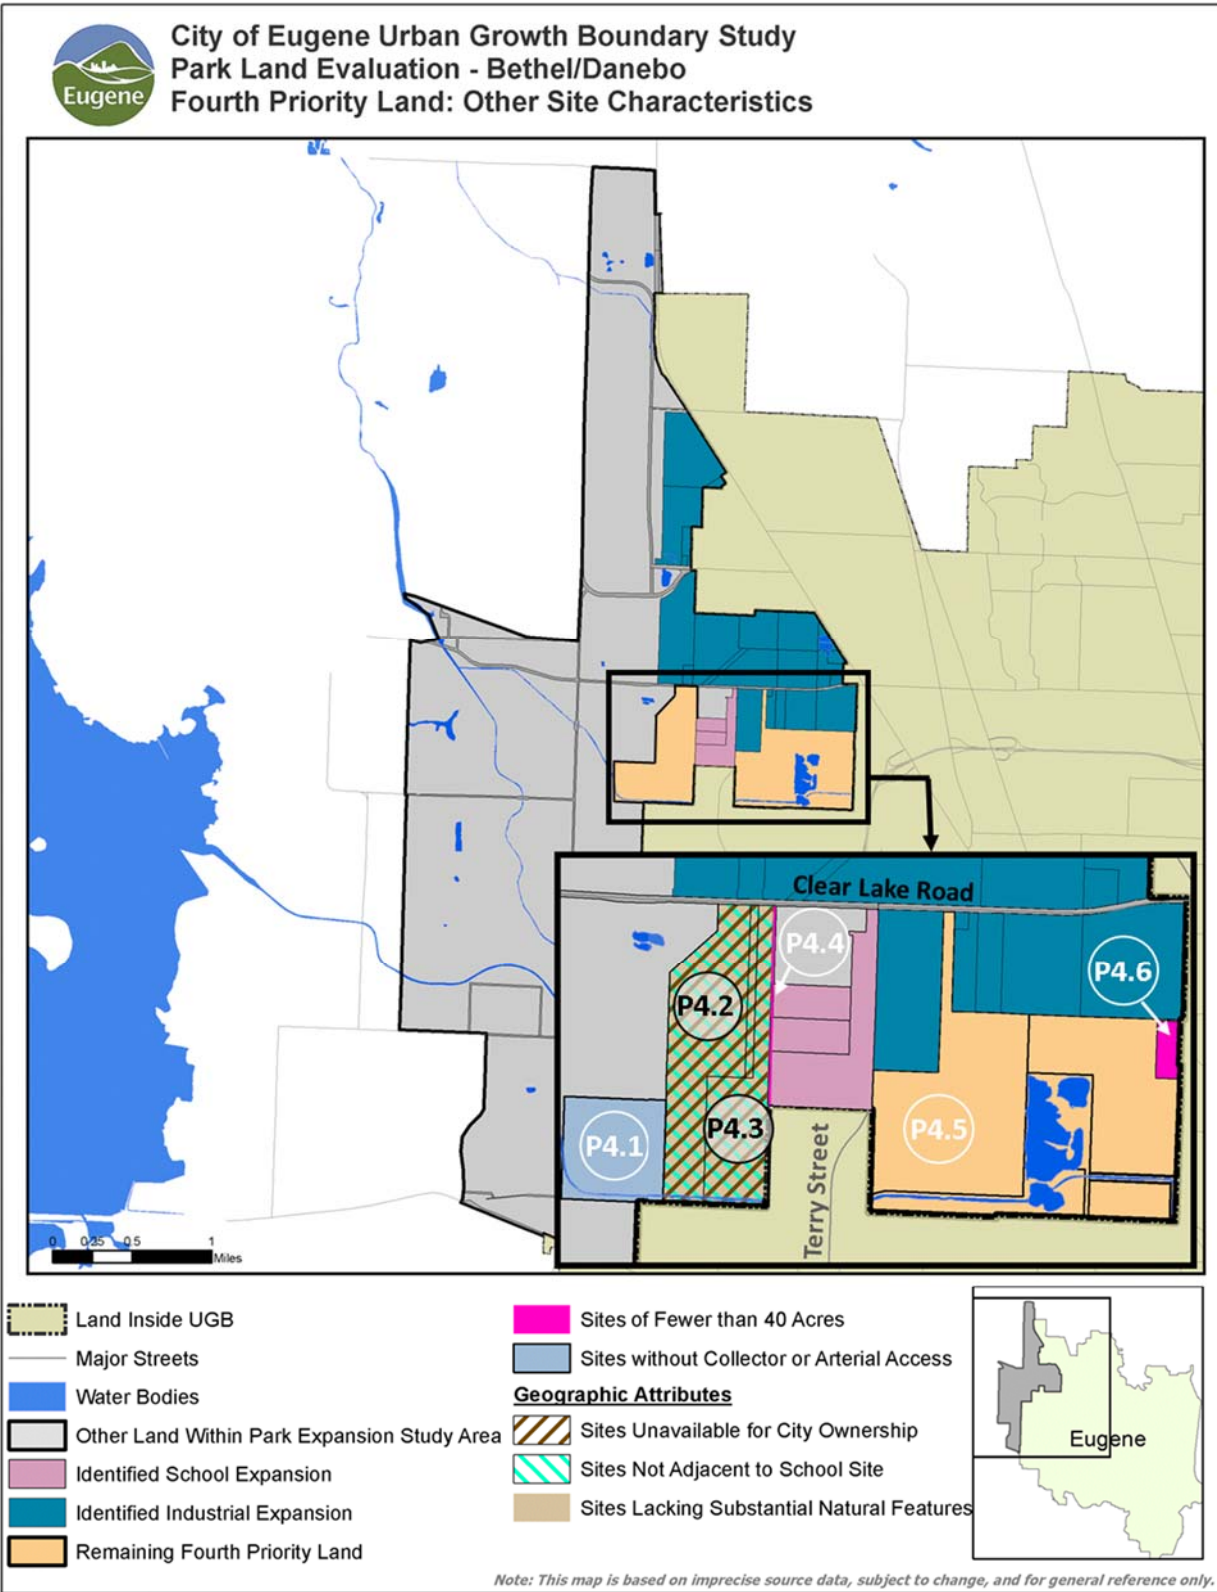 City of Eugene Urban Growth Boundary Study
Park Land Evaluation - Bethel/Danebo
Fourth Priority Land: Other Site Characteristics
Eugene
Clear Lake Road
P4.4
P4.6
P4.2
P4.3
P4.5
P4.1
Terry Street
0 0.25 0.5 1
Miles
Land Inside UGB
Major Streets
Water Bodies
Other Land Within Park Expansion Study Area
Identified School Expansion
Identified Industrial Expansion
Remaining Fourth Priority Land
Sites of Fewer than 40 Acres
Sites without Collector or Arterial Access
Geographic Attributes
Sites Unavailable for City Ownership
Sites Not Adjacent to School Site
Sites Lacking Substantial Natural Features
Eugene
Note: This map is based on imprecise source data, subject to change, and for general reference only.